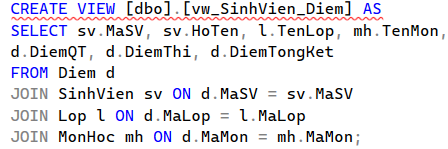 CREATE VIEW [dbo].[vw_SinhVien_Diem] AS
SELECT sv.MaSV, sv.HoTen, l.TenLop, mh.TenMon,
d.DiemQT, d.DiemThi, d.DiemTongKet
FROM Diem d
JOIN SinhVien sv ON d.MaSV = sv.MaSV
JOIN Lop l ON d.MaLop = l.MaLop
JOIN MonHoc mh ON d.MaMon = mh.MaMon;